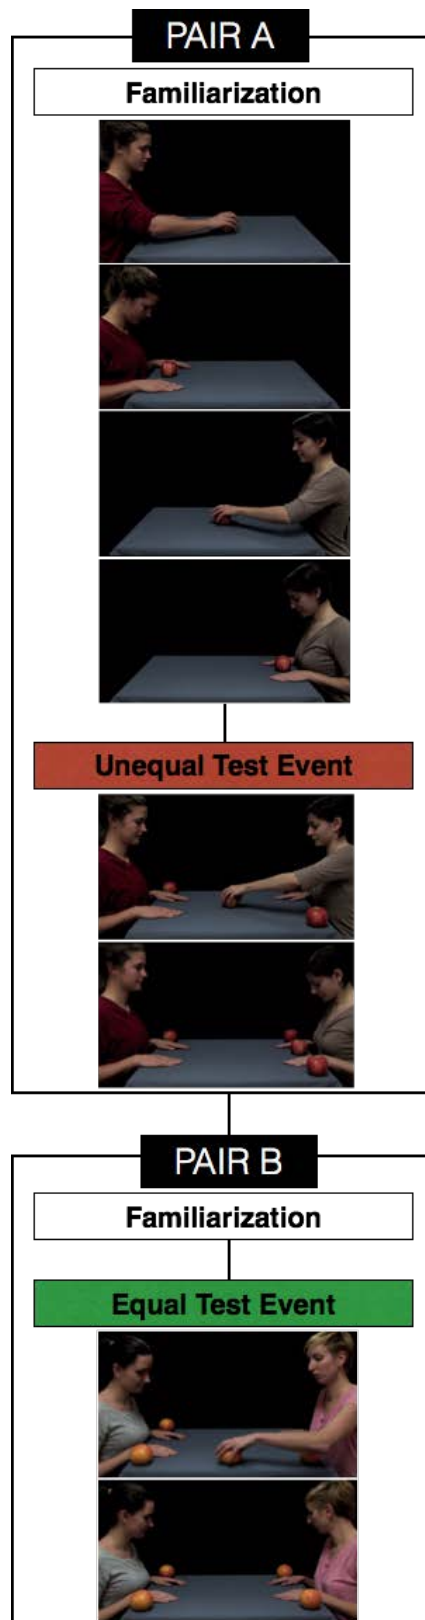 PAIR A
Familiarization
Unequal Test Event
PAIR B
Familiarization
Equal Test Event